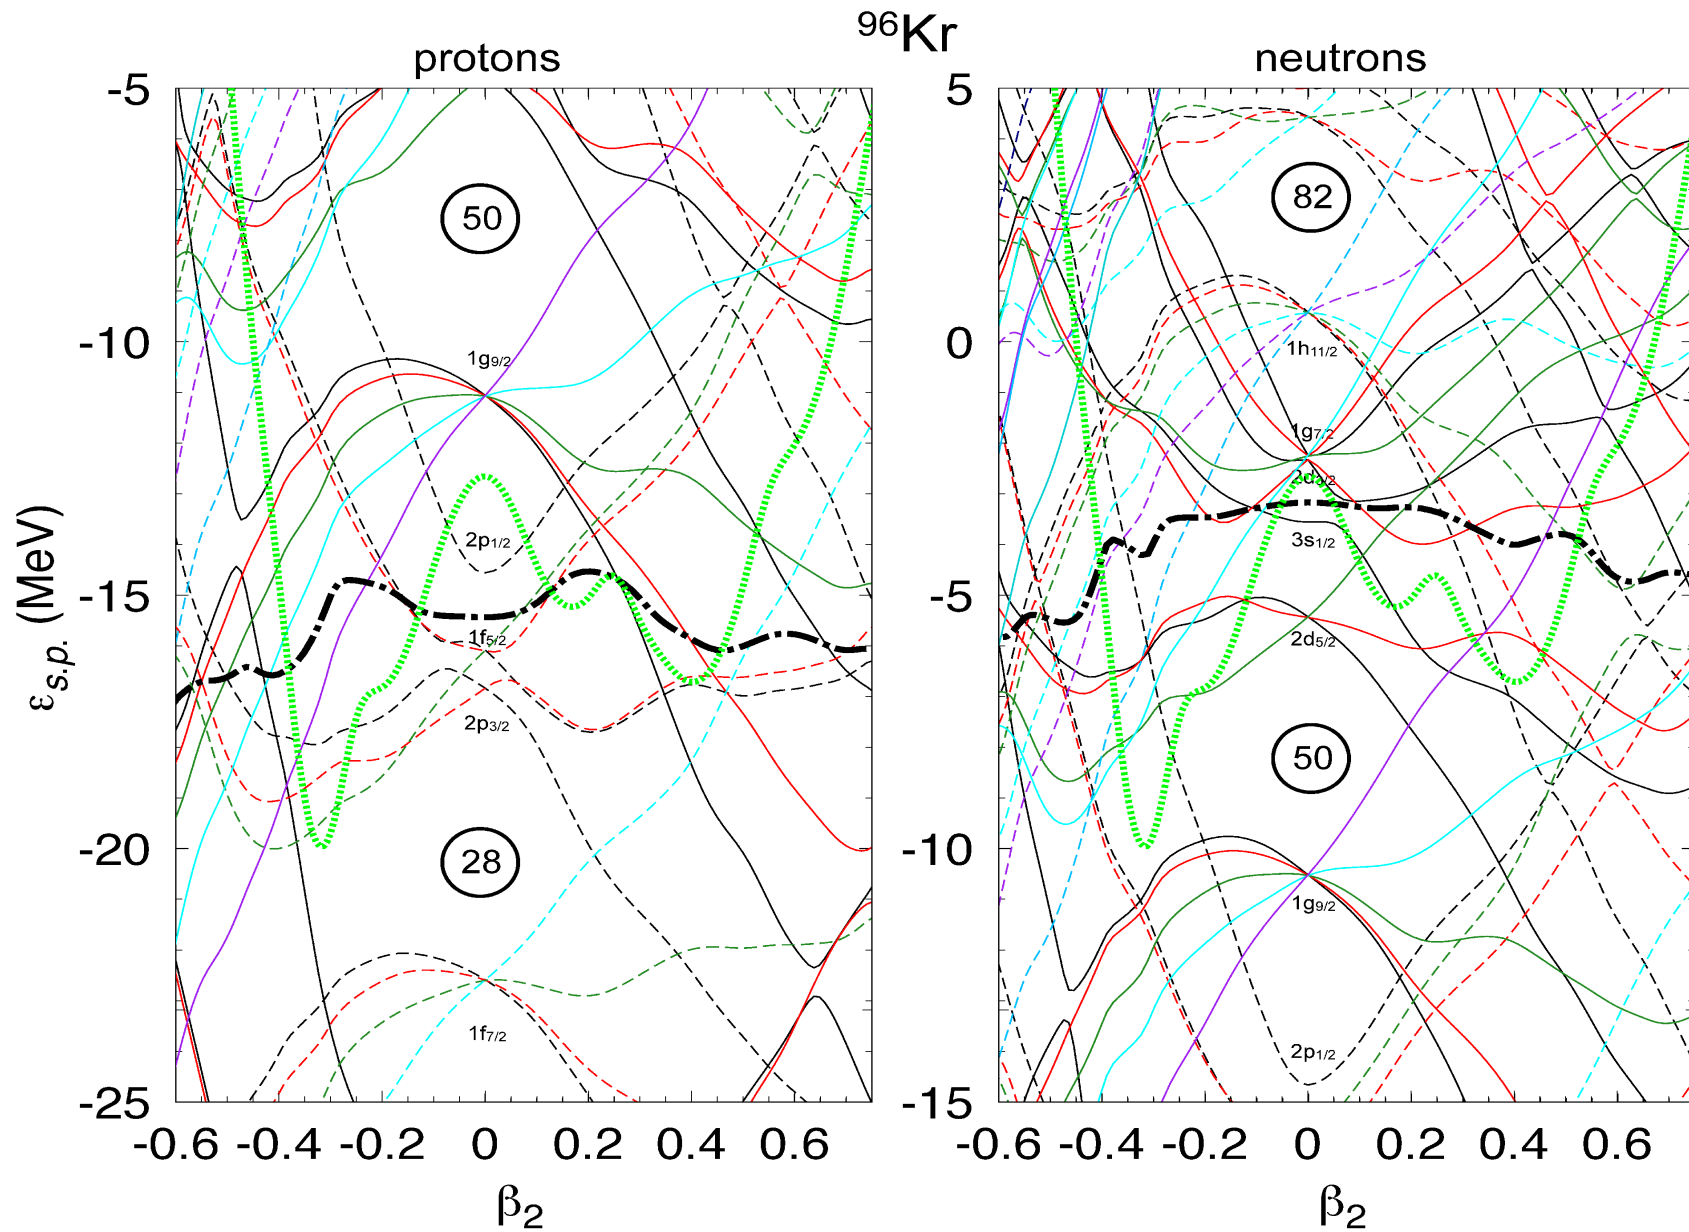 ⁹⁶Kr
protons
neutrons
-5
-10
-15
-20
-25
ε_s.p. (MeV)
50
1g9/2
2p1/2
1f5/2
2p3/2
28
1f7/2
-0.6 -0.4 -0.2 0 0.2 0.4 0.6
β₂
5
0
-5
-10
-15
82
1h11/2
1g7/2
2d3/2
3s1/2
2d5/2
50
1g9/2
2p1/2
-0.6 -0.4 -0.2 0 0.2 0.4 0.6
β₂